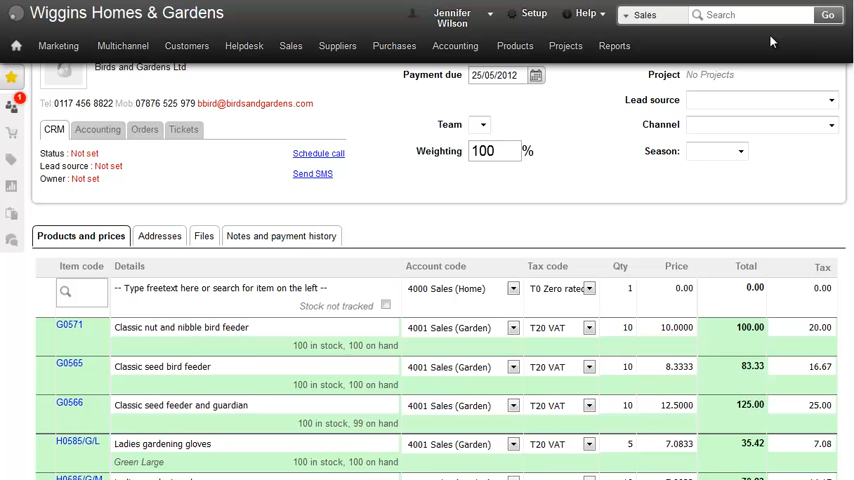 Wiggins Homes & Gardens
Jennifer Wilson
Setup
Help
Sales
Search
Go
Marketing
Multichannel
Customers
Helpdesk
Sales
Suppliers
Purchases
Accounting
Products
Projects
Reports
1
Birds and Gardens Ltd
Payment due 25/05/2012
Project No Projects
Tel:0117 456 8822 Mob:07876 525 979 bbird@birdsandgardens.com
Lead source
CRM Accounting Orders Tickets
Team
Channel
Status : Not set
Schedule call
Weighting 100 %
Season:
Lead source : Not set
Owner : Not set
Send SMS
Products and prices Addresses Files Notes and payment history
Item code Details Account code Tax code Qty Price Total Tax
-- Type freetext here or search for item on the left -- 4000 Sales (Home) T0 Zero rated 1 0.00 0.00 0.00
Stock not tracked
G0571 Classic nut and nibble bird feeder 4001 Sales (Garden) T20 VAT 10 10.0000 100.00 20.00
100 in stock, 100 on hand
G0565 Classic seed bird feeder 4001 Sales (Garden) T20 VAT 10 8.3333 83.33 16.67
100 in stock, 100 on hand
G0566 Classic seed feeder and guardian 4001 Sales (Garden) T20 VAT 10 12.5000 125.00 25.00
100 in stock, 99 on hand
H0585/G/L Ladies gardening gloves 4001 Sales (Garden) T20 VAT 5 7.0833 35.42 7.08
Green Large 100 in stock, 100 on hand
H0585/G/M